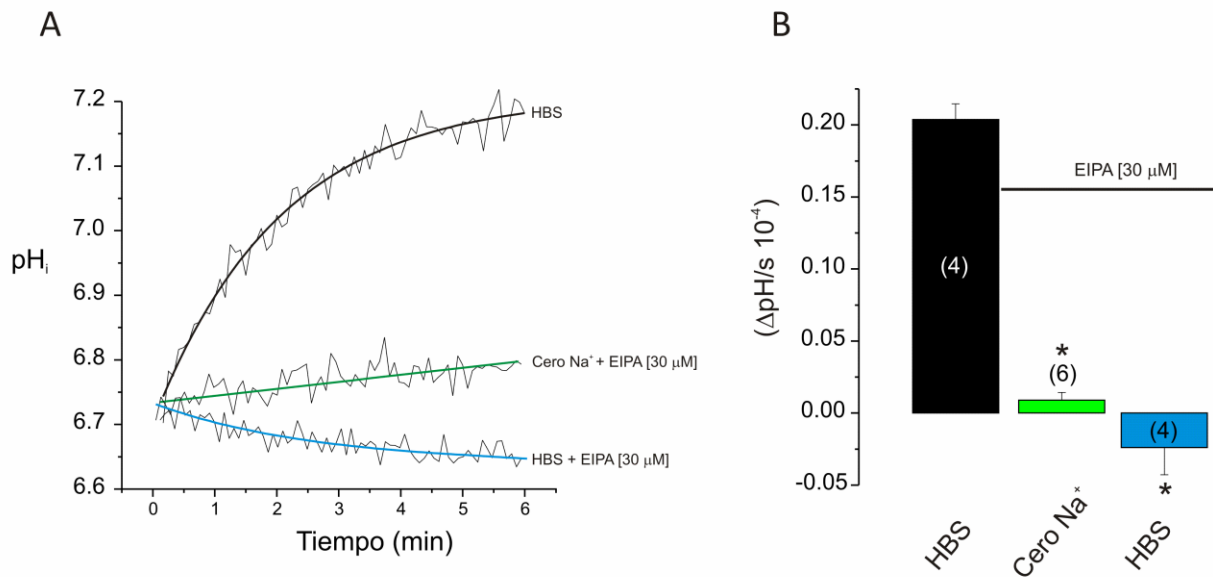 A
7.2
7.1
7.0
6.9
6.8
6.7
6.6
pHi
0 1 2 3 4 5 6
Tiempo (min)
HBS
Cero Na+ + EIPA [30 μM]
HBS + EIPA [30 μM]
B
0.20
0.15
0.10
0.05
0.00
-0.05
(ΔpH/s 10-4)
EIPA [30 μM]
(4)
*
(6)
(4)
*
HBS
Cero Na+
HBS